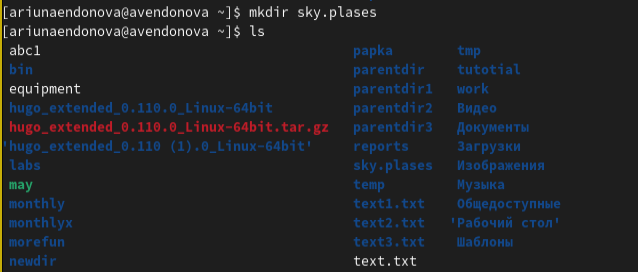 [ariunaendonova@avendonova ~]$ mkdir sky.plases
[ariunaendonova@avendonova ~]$ ls
abc1 papka tmp
bin parentdir tutotial
equipment parentdir1 work
hugo_extended_0.110.0_Linux-64bit parentdir2 Видео
hugo_extended_0.110.0_Linux-64bit.tar.gz parentdir3 Документы
'hugo_extended_0.110 (1).0_Linux-64bit' reports Загрузки
labs sky.plases Изображения
may temp Музыка
monthly text1.txt Общедоступные
monthlyx text2.txt 'Рабочий стол'
morefun text3.txt Шаблоны
newdir text.txt